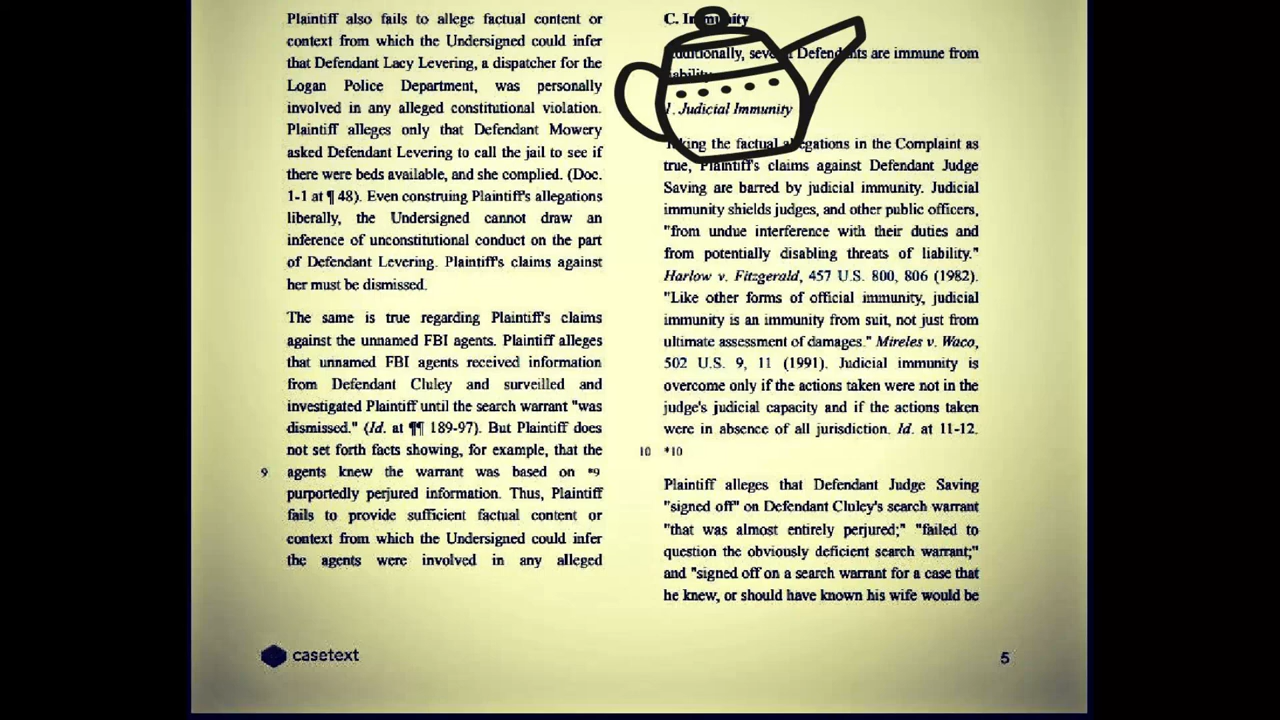 Plaintiff also fails to allege factual content or
context from which the Undersigned could infer
that Defendant Lacy Levering, a dispatcher for the
Logan Police Department, was personally
involved in any alleged constitutional violation.
Plaintiff alleges only that Defendant Mowery
asked Defendant Levering to call the jail to see if
there were beds available, and she complied. (Doc.
1-1 at ¶ 48). Even construing Plaintiff's allegations
liberally, the Undersigned cannot draw an
inference of unconstitutional conduct on the part
of Defendant Levering. Plaintiff's claims against
her must be dismissed.
The same is true regarding Plaintiff's claims
against the unnamed FBI agents. Plaintiff alleges
that unnamed FBI agents received information
from Defendant Cluley and surveilled and
investigated Plaintiff until the search warrant "was
dismissed." (Id. at ¶¶ 189-97). But Plaintiff does
not set forth facts showing, for example, that the
9 agents knew the warrant was based on *9
purportedly perjured information. Thus, Plaintiff
fails to provide sufficient factual content or
context from which the Undersigned could infer
the agents were involved in any alleged
C. Immunity
Additionally, several Defendants are immune from
liability.
1. Judicial Immunity
Taking the factual allegations in the Complaint as
true, Plaintiff's claims against Defendant Judge
Saving are barred by judicial immunity. Judicial
immunity shields judges, and other public officers,
"from undue interference with their duties and
from potentially disabling threats of liability."
Harlow v. Fitzgerald, 457 U.S. 800, 806 (1982).
"Like other forms of official immunity, judicial
immunity is an immunity from suit, not just from
ultimate assessment of damages." Mireles v. Waco,
502 U.S. 9, 11 (1991). Judicial immunity is
overcome only if the actions taken were not in the
judge's judicial capacity and if the actions taken
were in absence of all jurisdiction. Id. at 11-12.
10 *10
Plaintiff alleges that Defendant Judge Saving
"signed off" on Defendant Cluley's search warrant
"that was almost entirely perjured;" "failed to
question the obviously deficient search warrant;"
and "signed off on a search warrant for a case that
he knew, or should have known his wife would be
casetext
5